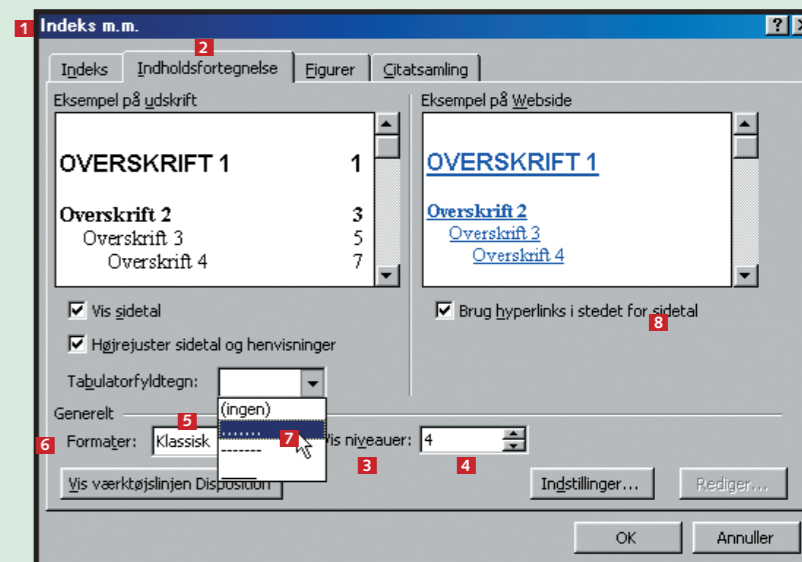 1 Indeks m.m.
2
Indeks Indholdsfortegnelse Figurer Citatsamling
Eksempel på udskrift
OVERSKRIFT 1 1
Overskrift 2 3
Overskrift 3 5
Overskrift 4 7
Eksempel på Webside
OVERSKRIFT 1
Overskrift 2
Overskrift 3
Overskrift 4
Vis sidetal
Højrejuster sidetal og henvisninger
Tabulatorfyldtegn:
Brug hyperlinks i stedet for sidetal
8
(ingen)
.......
-------
____
Generelt
5
6 Formater: Klassisk
7
Vis niveauer: 4
3 4
Vis værktøjslinjen Disposition
Indstillinger... Rediger...
OK Annuller